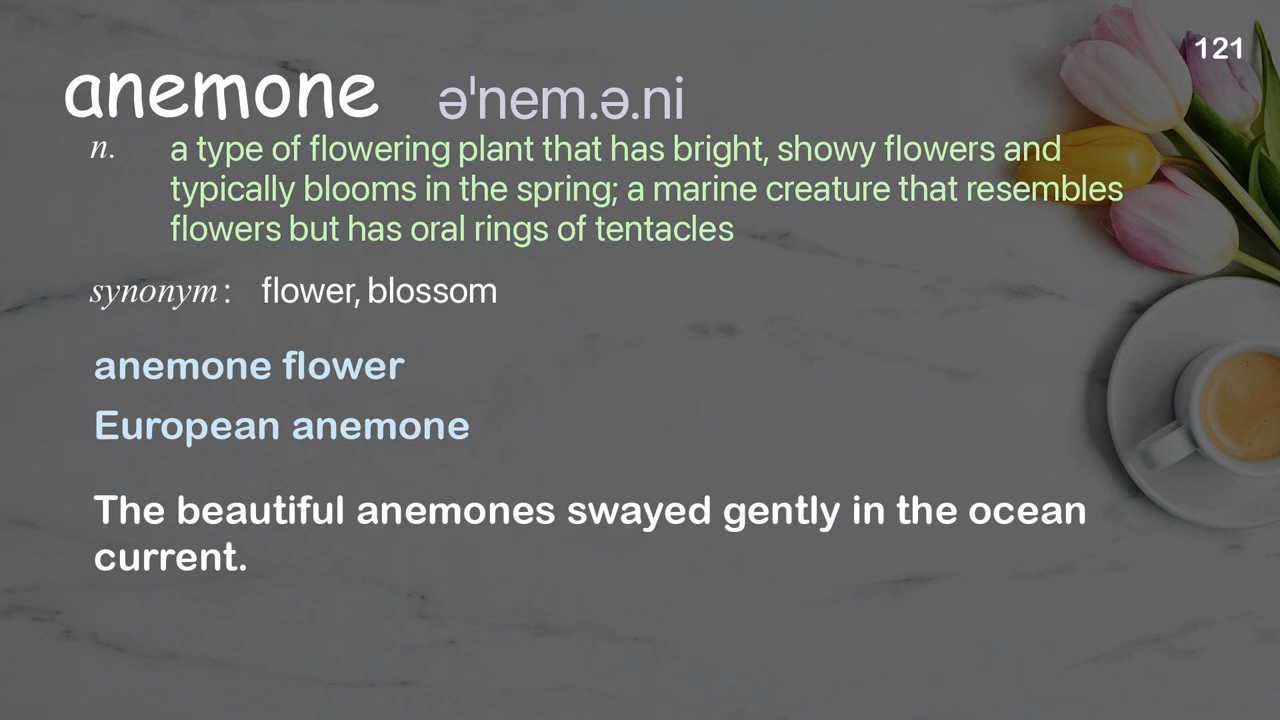 121
anemone əˈnem.ə.ni
n. a type of flowering plant that has bright, showy flowers and
typically blooms in the spring; a marine creature that resembles
flowers but has oral rings of tentacles
synonym: flower, blossom
anemone flower
European anemone
The beautiful anemones swayed gently in the ocean
current.